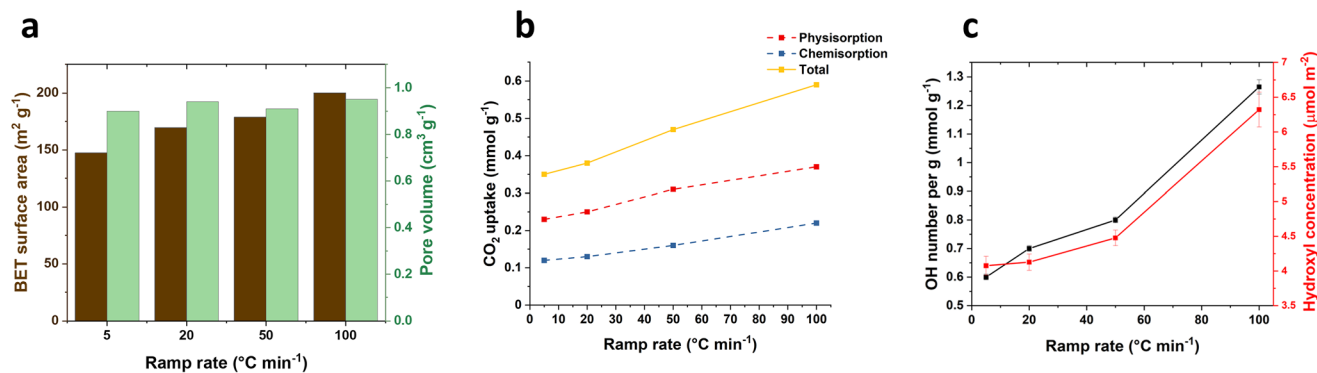 a
BET surface area (m² g⁻¹)
200
150
100
50
0
5
20
50
100
Ramp rate (°C min⁻¹)
1.0
0.8
0.6
0.4
0.2
0.0
Pore volume (cm³ g⁻¹)
b
Physisorption
Chemisorption
Total
CO₂ uptake (mmol g⁻¹)
0.6
0.5
0.4
0.3
0.2
0.1
0
0 10 20 30 40 50 60 70 80 90 100
Ramp rate (°C min⁻¹)
c
OH number per g (mmol g⁻¹)
1.3
1.2
1.1
1
0.9
0.8
0.7
0.6
0.5
0 20 40 60 80 100
Ramp rate (°C min⁻¹)
7
6.5
6
5.5
5
4.5
4
3.5
Hydroxyl concentration (μmol m⁻²)